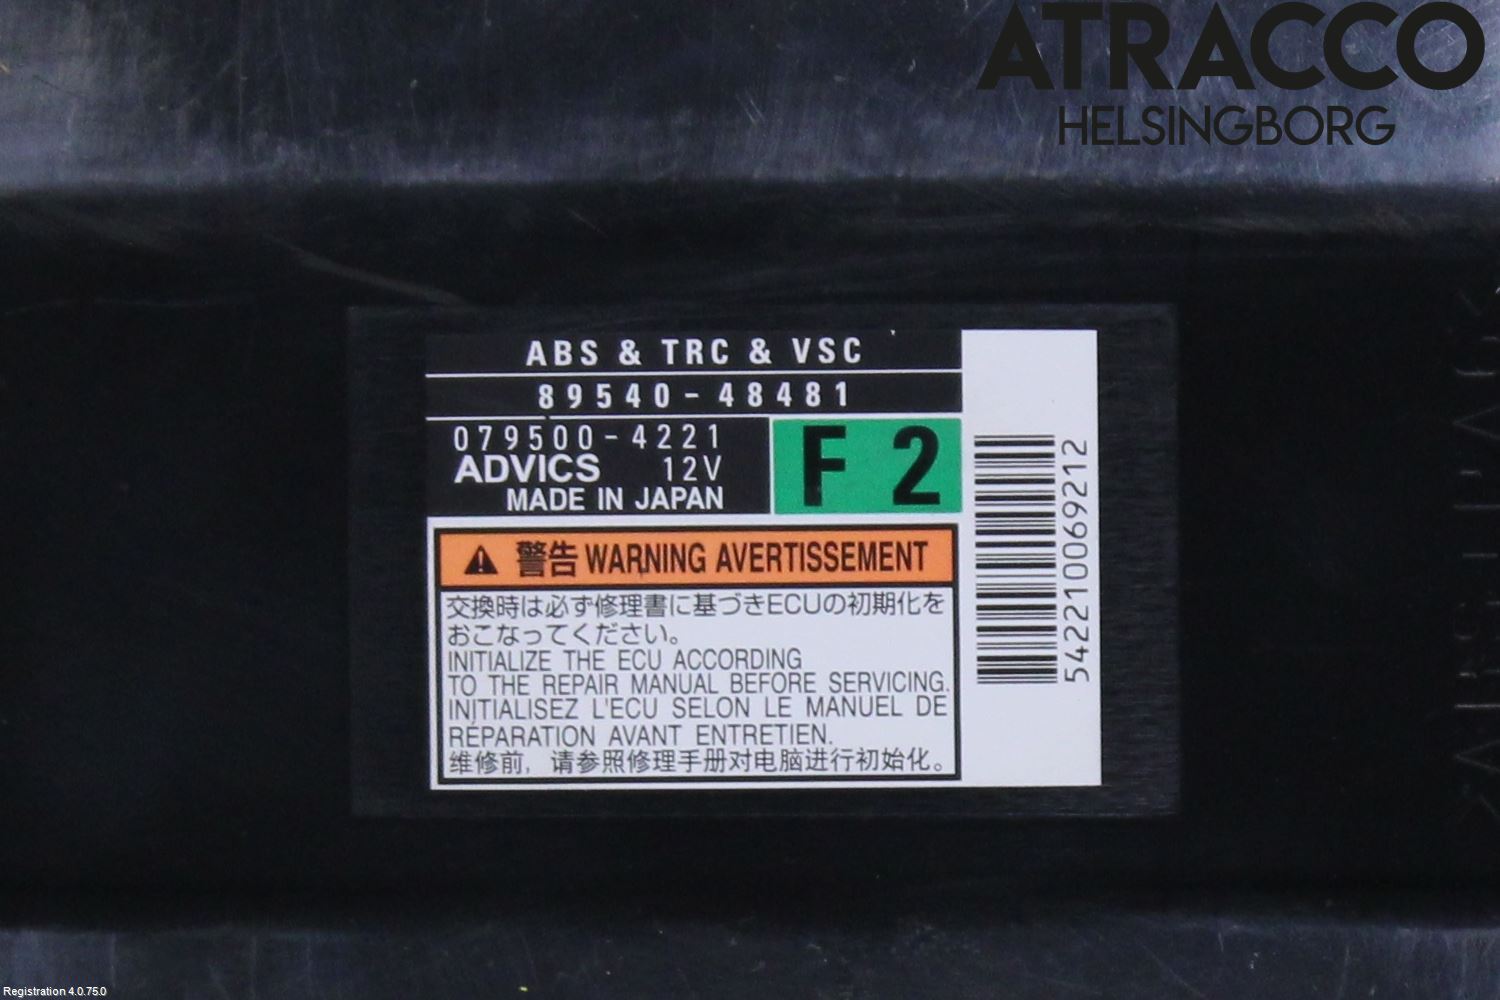 ATRACCO
HELSINGBORG
ABS & TRC & VSC
89540-48481
079500-4221
ADVICS 12V
MADE IN JAPAN
F 2
警告 WARNING AVERTISSEMENT
交換時は必ず修理書に基づきECUの初期化を
おこなってください。
INITIALIZE THE ECU ACCORDING
TO THE REPAIR MANUAL BEFORE SERVICING.
INITIALISEZ L'ECU SELON LE MANUEL DE
RÉPARATION AVANT ENTRETIEN.
维修前，请参照修理手册对电脑进行初始化。
542210069212
Registration 4.0.75.0